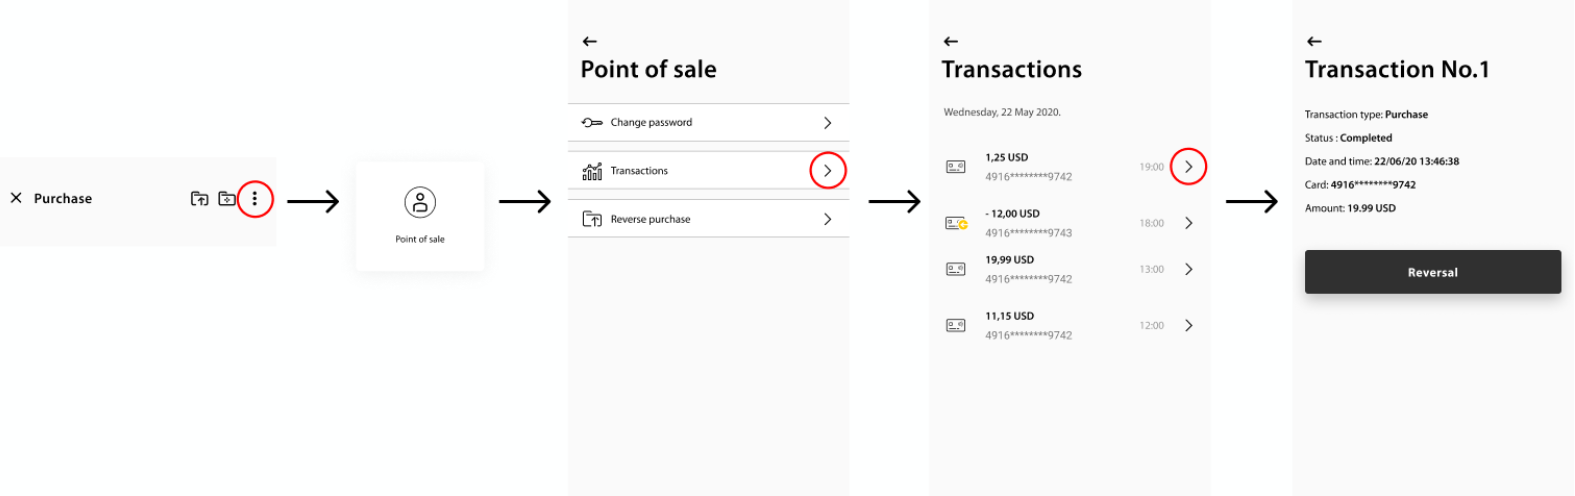 Purchase
Point of sale
Point of sale
Change password
Transactions
Reverse purchase
Transactions
Wednesday, 22 May 2020.
1,25 USD
4916********9742
19:00
- 12,00 USD
4916********9743
18:00
19,99 USD
4916********9742
13:00
11,15 USD
4916********9742
12:00
Transaction No.1
Transaction type: Purchase
Status : Completed
Date and time: 22/06/20 13:46:38
Card: 4916********9742
Amount: 19.99 USD
Reversal